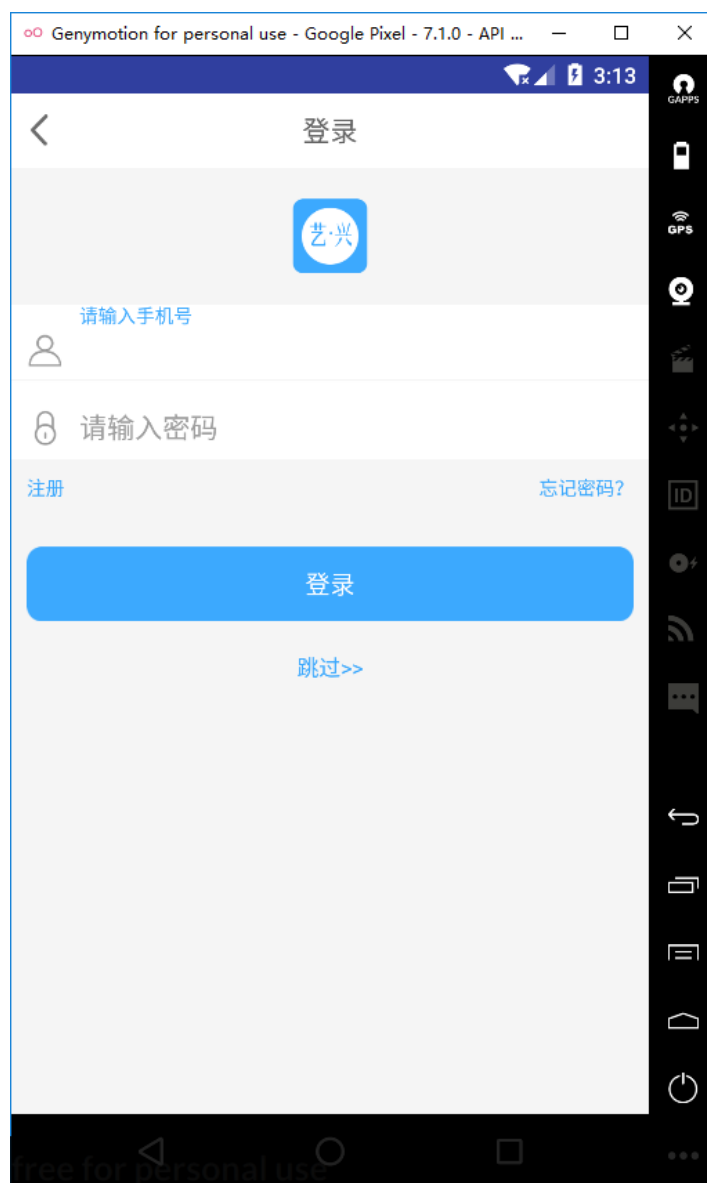 Genymotion for personal use - Google Pixel - 7.1.0 - API ...
3:13
GAPPS
登录
艺·兴
GPS
请输入手机号
请输入密码
注册
忘记密码?
ID
登录
跳过>>
free for personal use